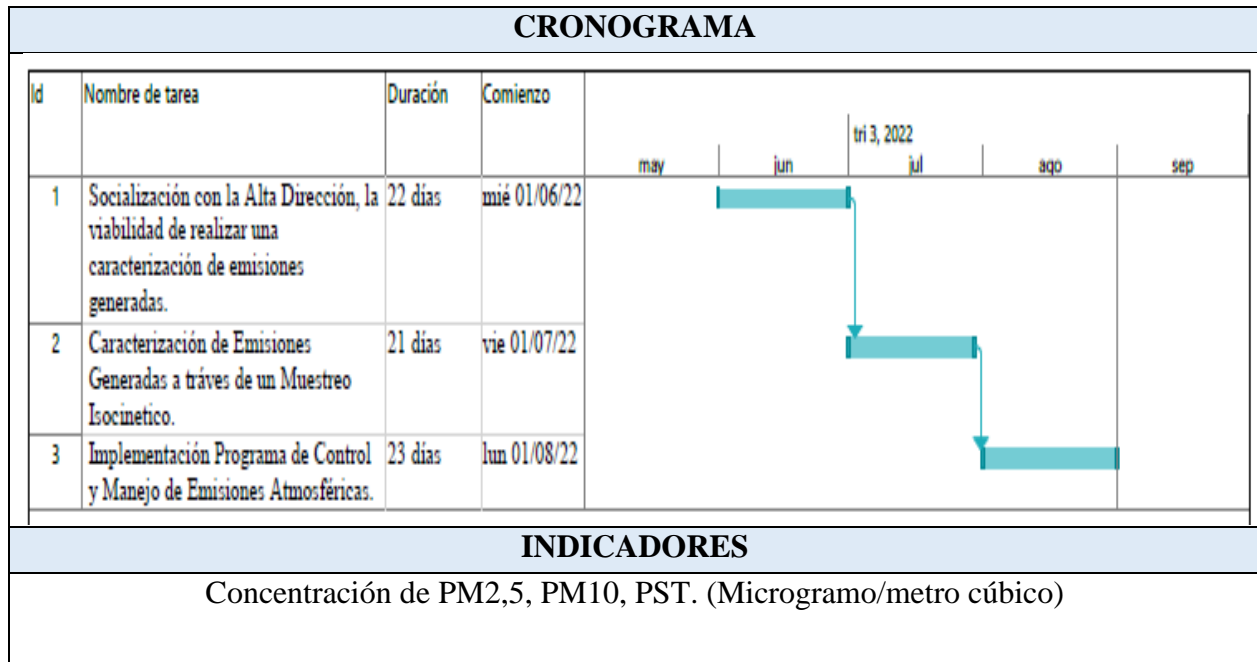 CRONOGRAMA
Id Nombre de tarea Duración Comienzo
tri 3, 2022
may jun jul ago sep
1 Socialización con la Alta Dirección, la 22 días mié 01/06/22
viabilidad de realizar una
caracterización de emisiones
generadas.
2 Caracterización de Emisiones 21 días vie 01/07/22
Generadas a tráves de un Muestreo
Isocinetico.
3 Implementación Programa de Control 23 días lun 01/08/22
y Manejo de Emisiones Atmosféricas.
INDICADORES
Concentración de PM2,5, PM10, PST. (Microgramo/metro cúbico)